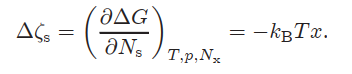 Δζ_s = (∂ΔG / ∂N_s)_{T,p,N_x} = −k_B T x.